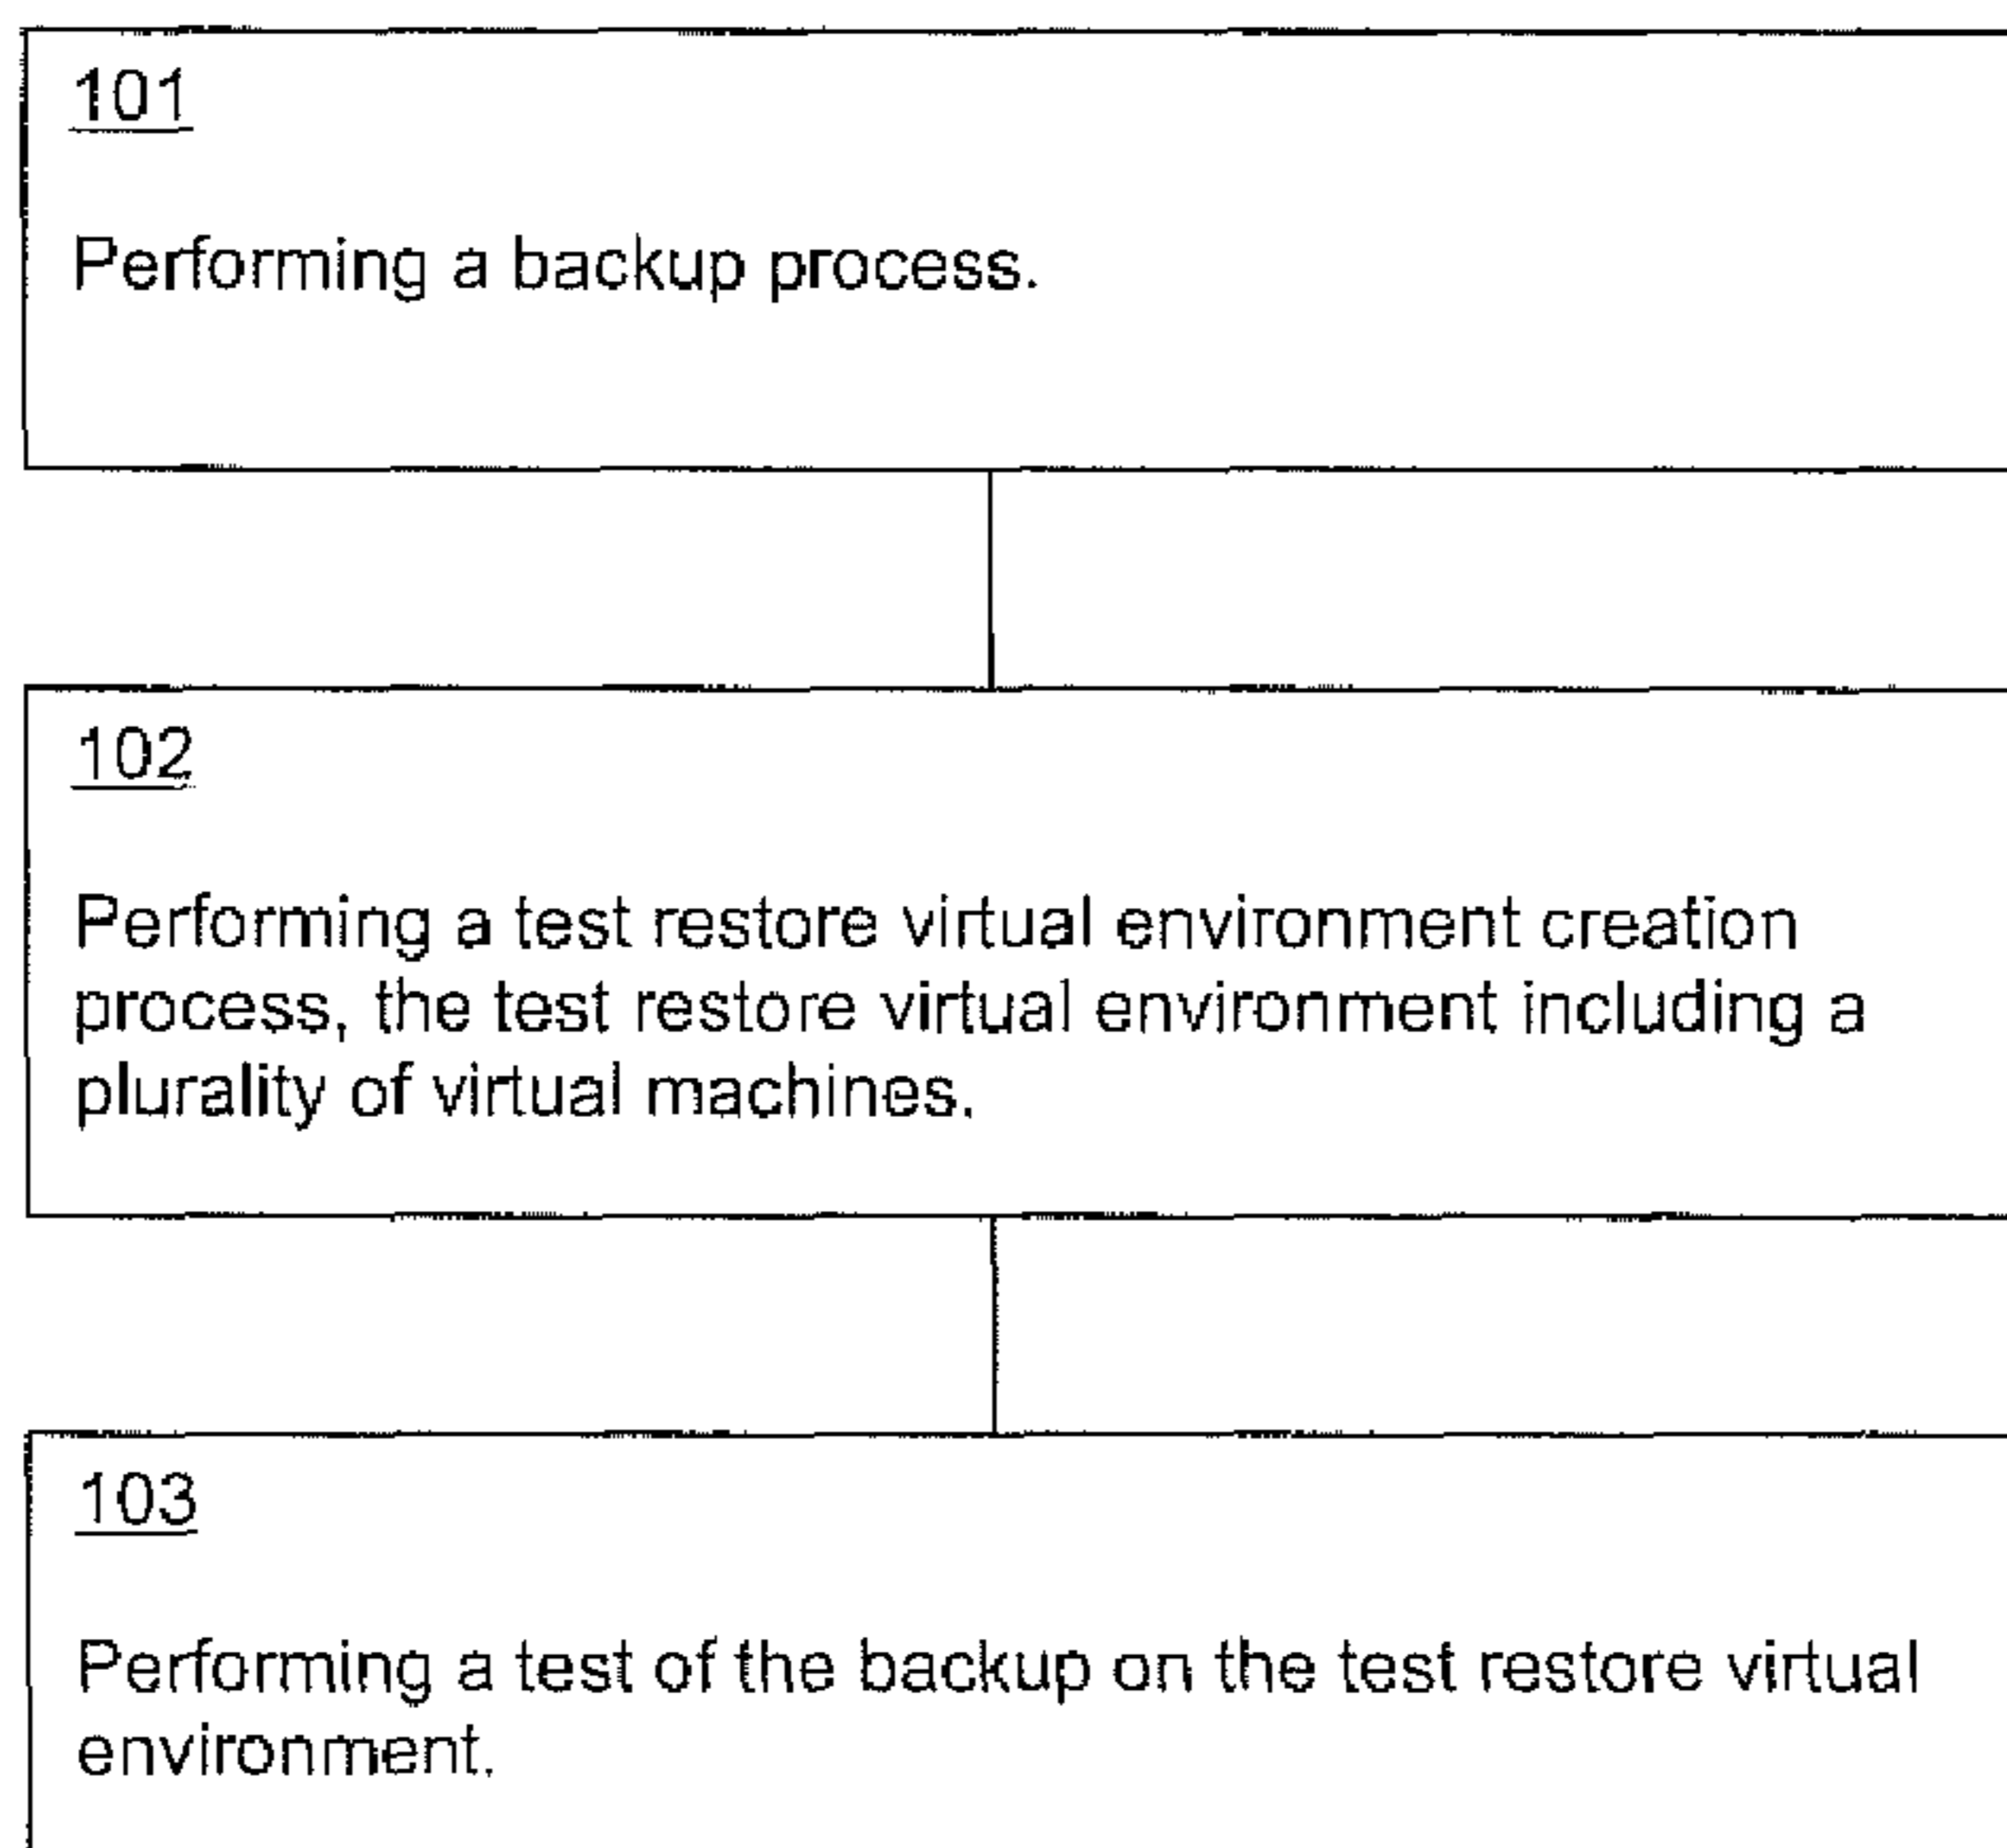 101
Performing a backup process.
102
Performing a test restore virtual environment creation
process, the test restore virtual environment including a
plurality of virtual machines.
103
Performing a test of the backup on the test restore virtual
environment.